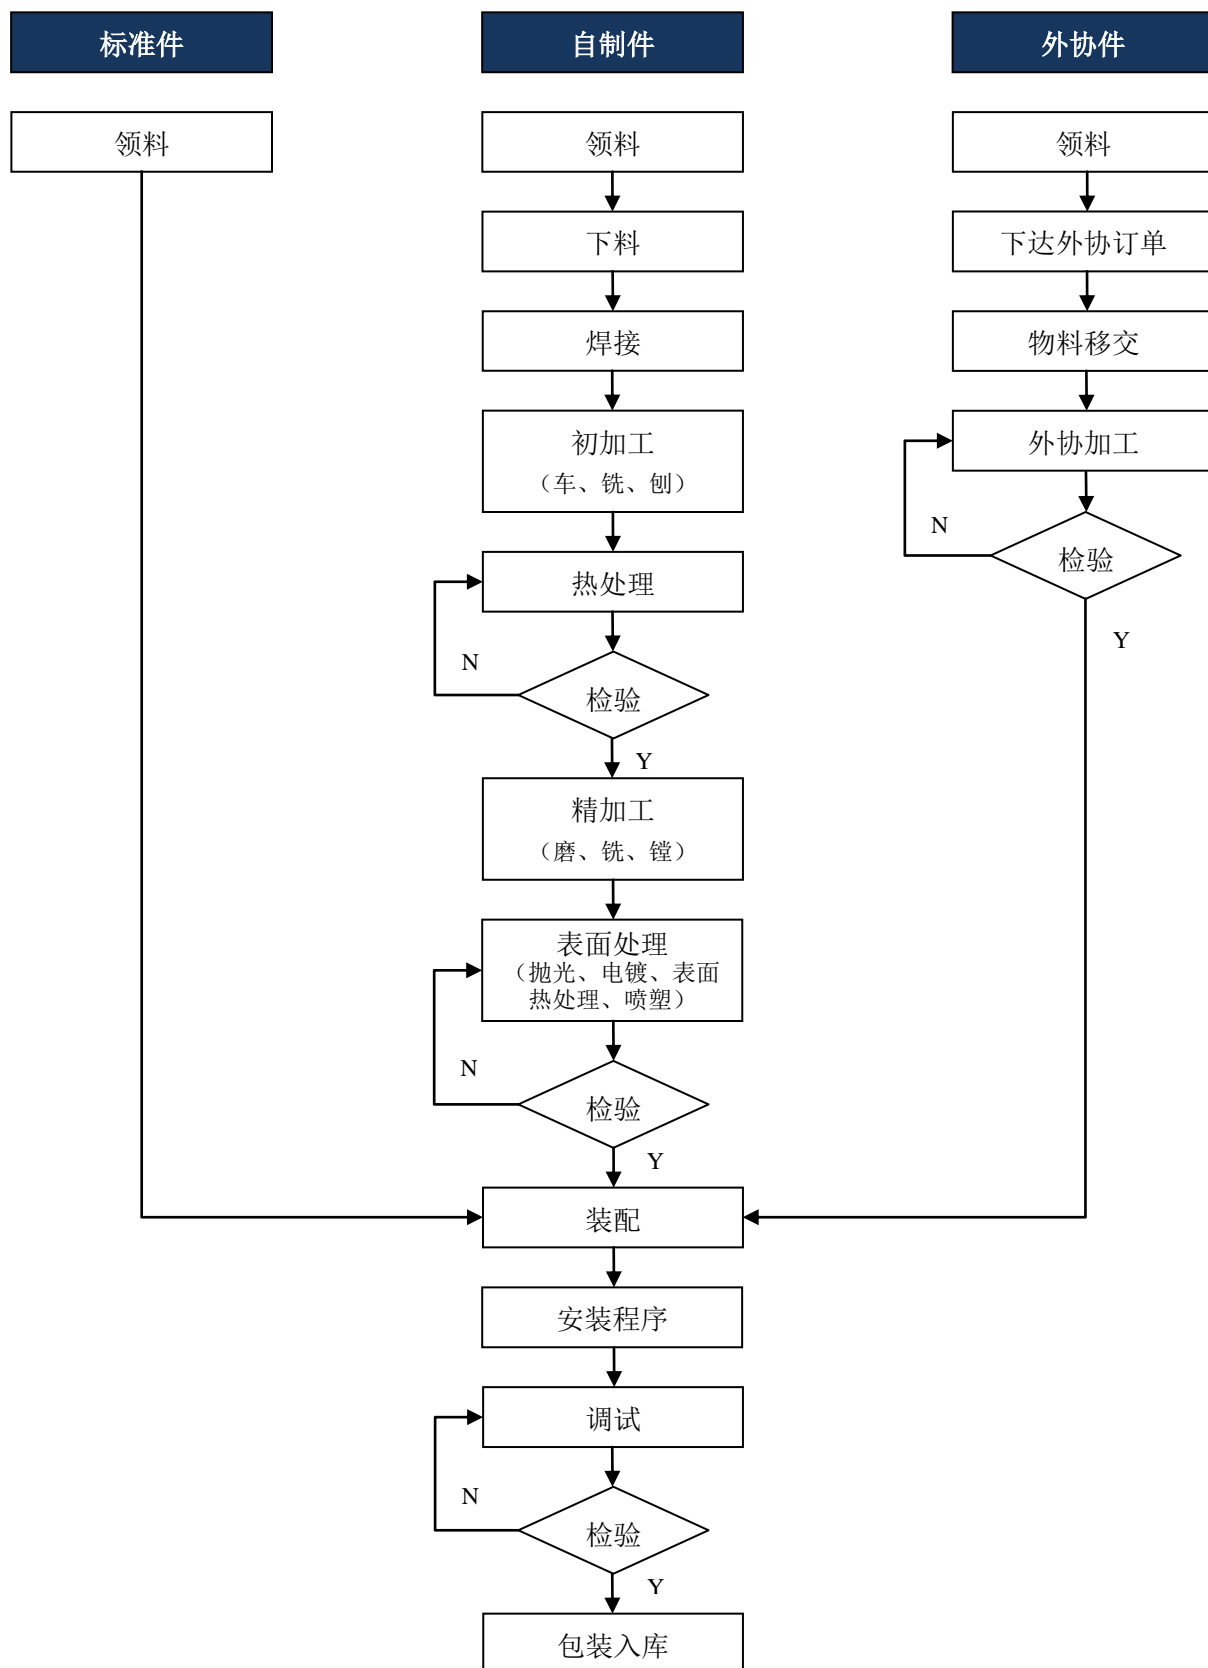 标准件
自制件
外协件
领料
领料
领料
下料
下达外协订单
焊接
物料移交
初加工
（车、铣、刨）
外协加工
N
检验
热处理
Y
N
检验
Y
精加工
（磨、铣、镗）
表面处理
（抛光、电镀、表面
热处理、喷塑）
N
检验
Y
装配
安装程序
调试
N
检验
Y
包装入库